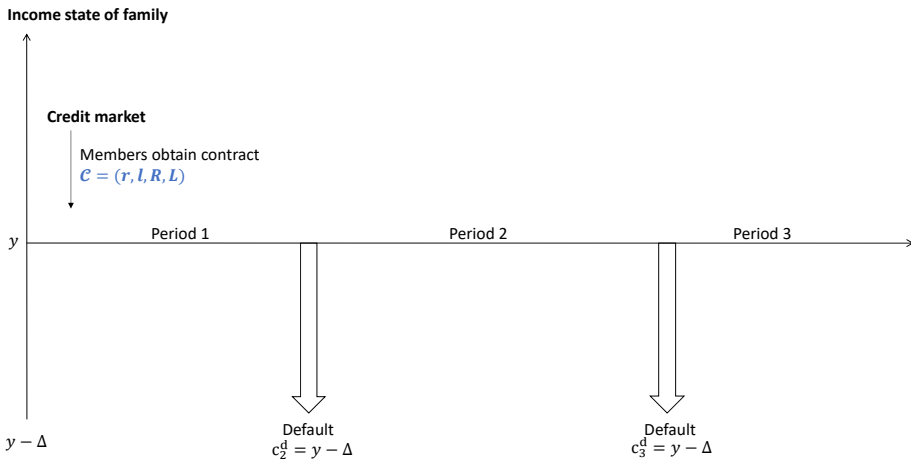 Income state of family
Credit market
Members obtain contract
𝒞 = (r, l, R, L)
Period 1
Period 2
Period 3
y
Default
c₂ᵈ = y − Δ
Default
c₃ᵈ = y − Δ
y − Δ